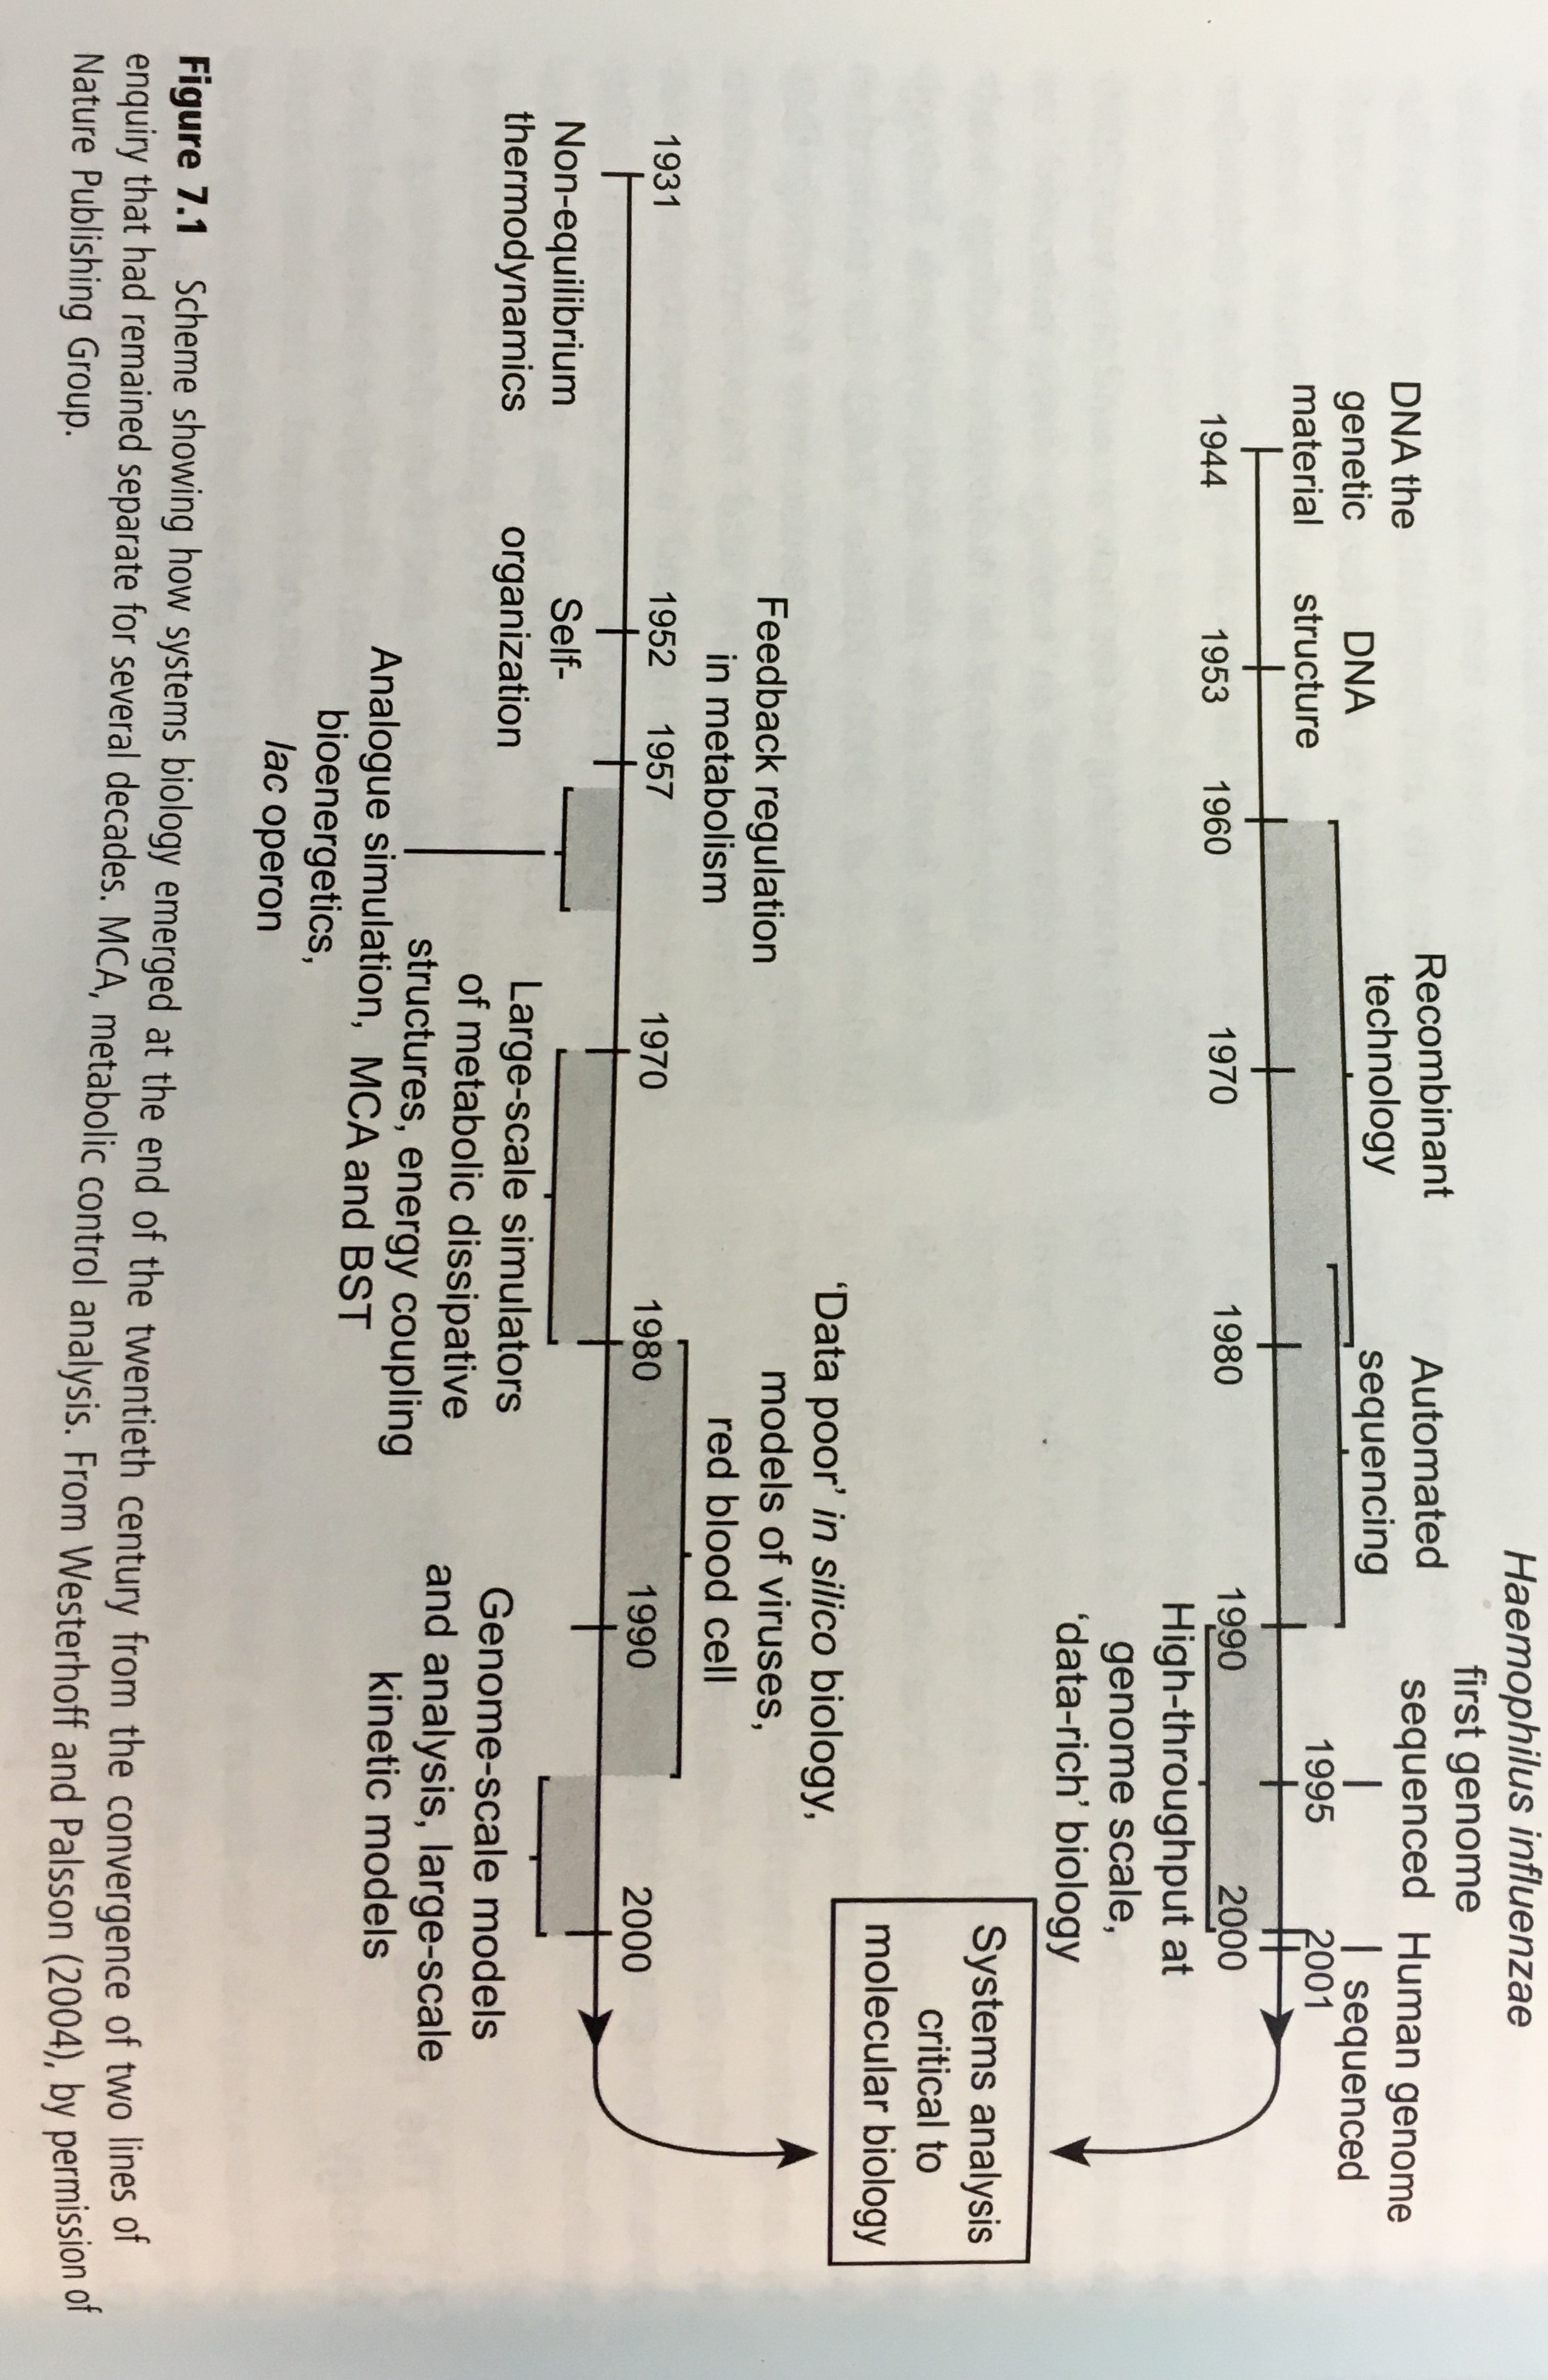 Haemophilus influenzae
first genome
sequenced
DNA the
genetic
material
DNA
structure
Recombinant
technology
Automated
sequencing
Human genome
sequenced
1944
1953
1960
1970
1980
1990
1995
2000
2001
High-throughput at
genome scale,
‘data-rich’ biology
Systems analysis
critical to
molecular biology
Feedback regulation
in metabolism
‘Data poor’ in silico biology,
models of viruses,
red blood cell
1931
1952
1957
1970
1980
1990
2000
Non-equilibrium
thermodynamics
Self-
organization
Analogue simulation,
bioenergetics,
lac operon
Large-scale simulators
of metabolic dissipative
structures, energy coupling
MCA and BST
Genome-scale models
and analysis, large-scale
kinetic models
Figure 7.1 Scheme showing how systems biology emerged at the end of the twentieth century from the convergence of two lines of
enquiry that had remained separate for several decades. MCA, metabolic control analysis. From Westerhoff and Palsson (2004), by permission of
Nature Publishing Group.